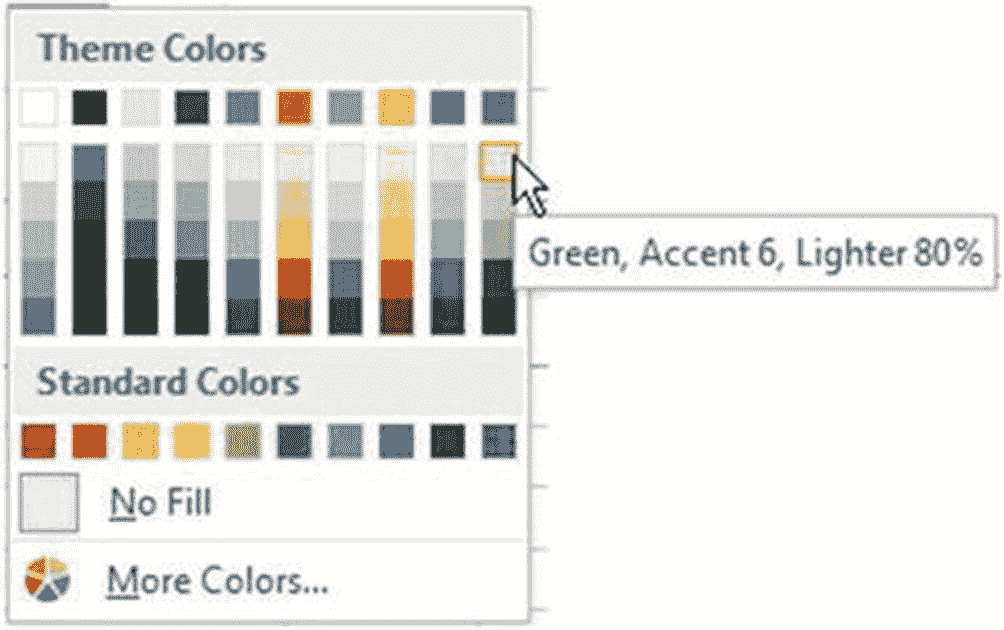 Theme Colors
Green, Accent 6, Lighter 80%
Standard Colors
No Fill
More Colors...